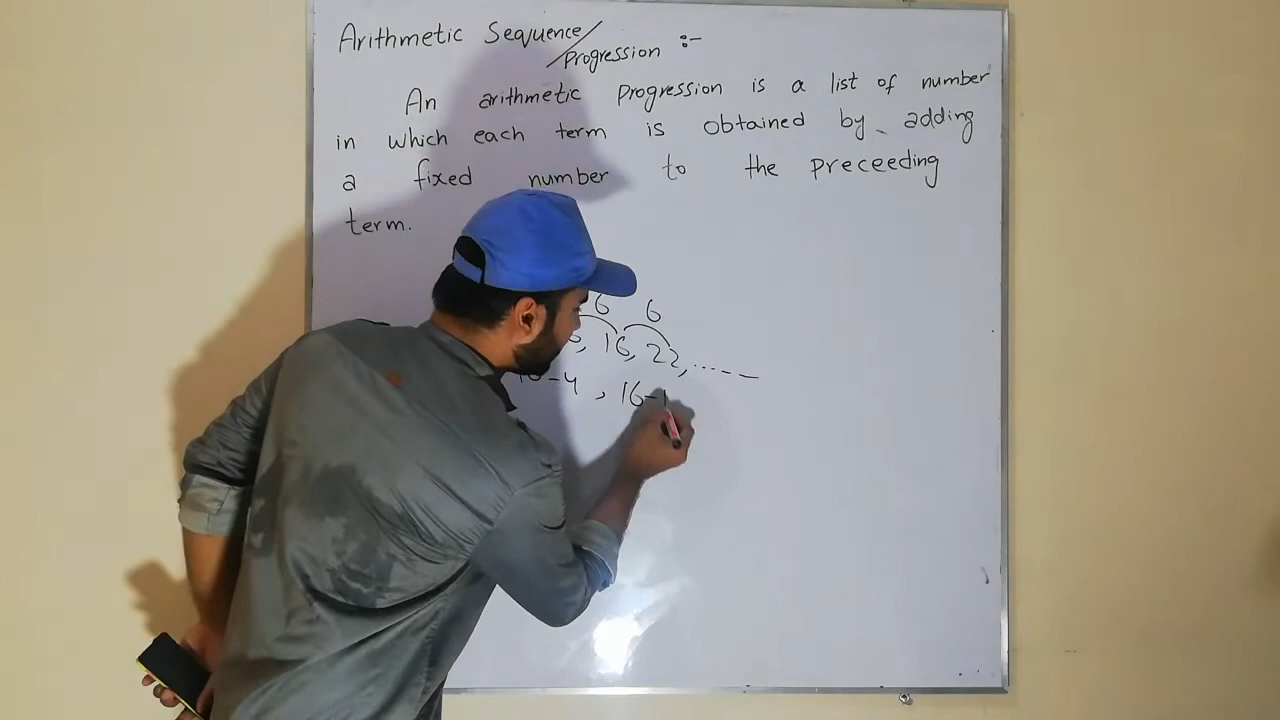 Arithmetic Sequence/
Progression :-
An arithmetic Progression is a list of number
in which each term is obtained by adding
a fixed number to the preceeding
term.
6 6
, 16, 22, .....---
-4 , 16-1